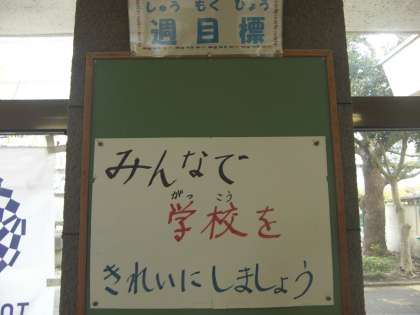 しゅう もく ひょう
週目標
みんなで
がっ こう
学校を
きれいにしましょう
OT